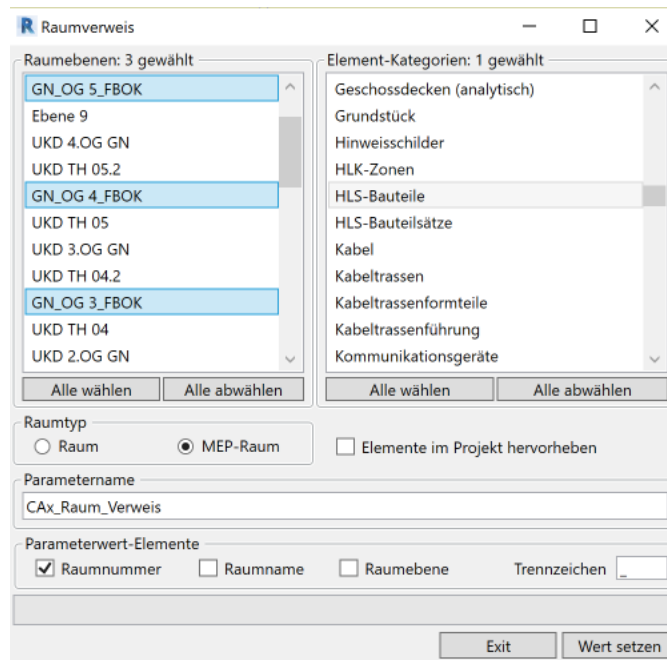 R Raumverweis
Raumebenen: 3 gewählt
GN_OG 5_FBOK
Ebene 9
UKD 4.OG GN
UKD TH 05.2
GN_OG 4_FBOK
UKD TH 05
UKD 3.OG GN
UKD TH 04.2
GN_OG 3_FBOK
UKD TH 04
UKD 2.OG GN
Alle wählen Alle abwählen
Element-Kategorien: 1 gewählt
Geschossdecken (analytisch)
Grundstück
Hinweisschilder
HLK-Zonen
HLS-Bauteile
HLS-Bauteilsätze
Kabel
Kabeltrassen
Kabeltrassenformteile
Kabeltrassenführung
Kommunikationsgeräte
Alle wählen Alle abwählen
Raumtyp
Raum MEP-Raum
Elemente im Projekt hervorheben
Parametername
CAx_Raum_Verweis
Parameterwert-Elemente
Raumnummer Raumname Raumebene Trennzeichen _
Exit Wert setzen